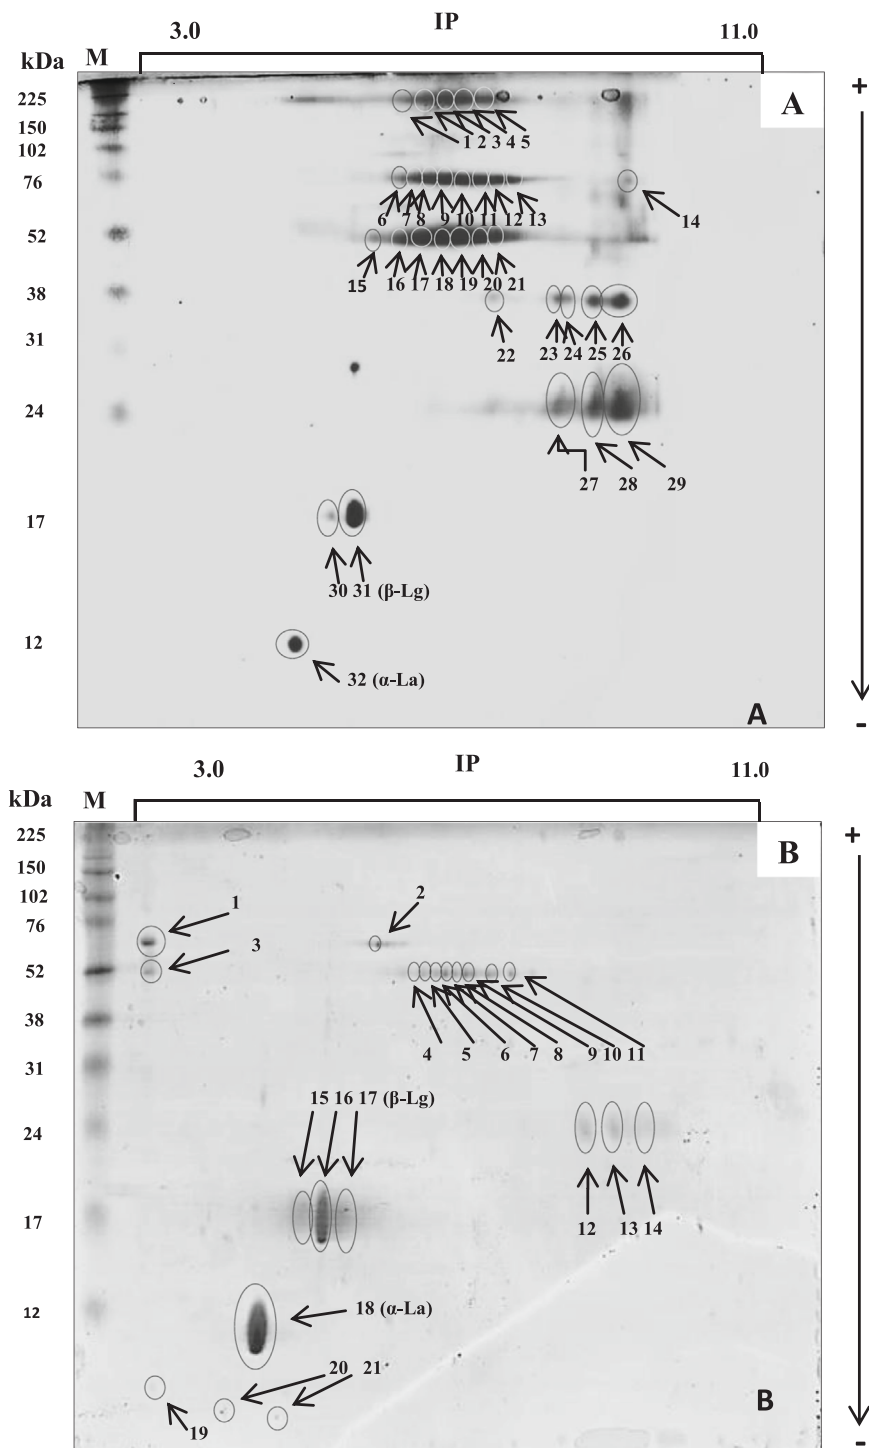 IP
3.0 11.0
kDa M
A +
225
150
1 2 3 4 5
102
76
6 7 8 9 10 11 12 13
14
52
15 16 17 18 19 20 21
38
31
22 23 24 25 26
24
27 28 29
17
30 31 (β-Lg)
12
32 (α-La)
A -
IP
3.0 11.0
kDa M
225 B +
150
102
1 2
76
3
52
38
4 5 6 7 8 9 10 11
31
15 16 17 (β-Lg)
24
17
12 13 14
12
18 (α-La)
20 21
19
B -